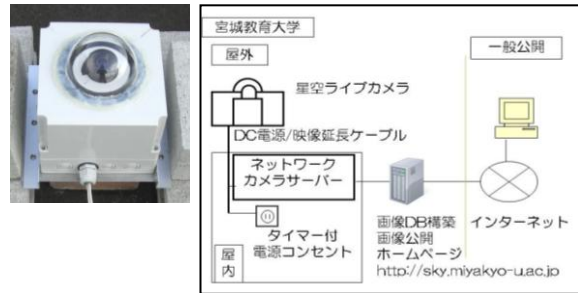 宮城教育大学
一般公開
屋外
星空ライブカメラ
DC電源/映像延長ケーブル
ネットワーク
カメラサーバー
タイマー付
電源コンセント
屋
内
画像DB構築
画像公開
ホームページ
http://sky.miyakyo-u.ac.jp
インターネット